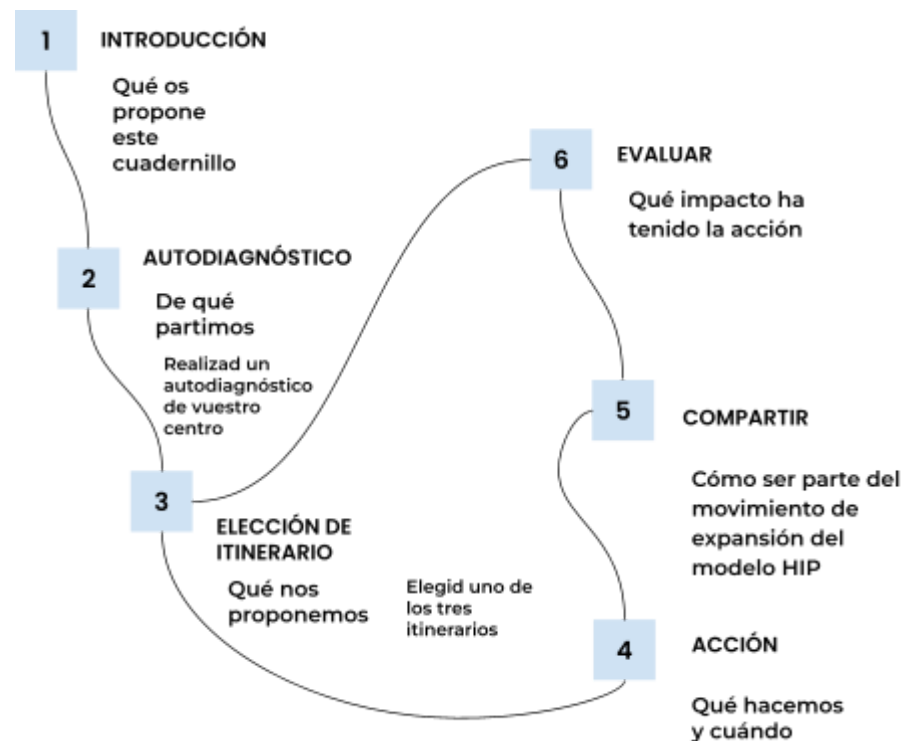 1
INTRODUCCIÓN
Qué os
propone
este
cuadernillo
2
AUTODIAGNÓSTICO
De qué
partimos
Realizad un
autodiagnóstico
de vuestro
centro
3
ELECCIÓN DE
ITINERARIO
Qué nos
proponemos
Elegid uno de
los tres
itinerarios
4
ACCIÓN
Qué hacemos
y cuándo
5
COMPARTIR
Cómo ser parte del
movimiento de
expansión del
modelo HIP
6
EVALUAR
Qué impacto ha
tenido la acción